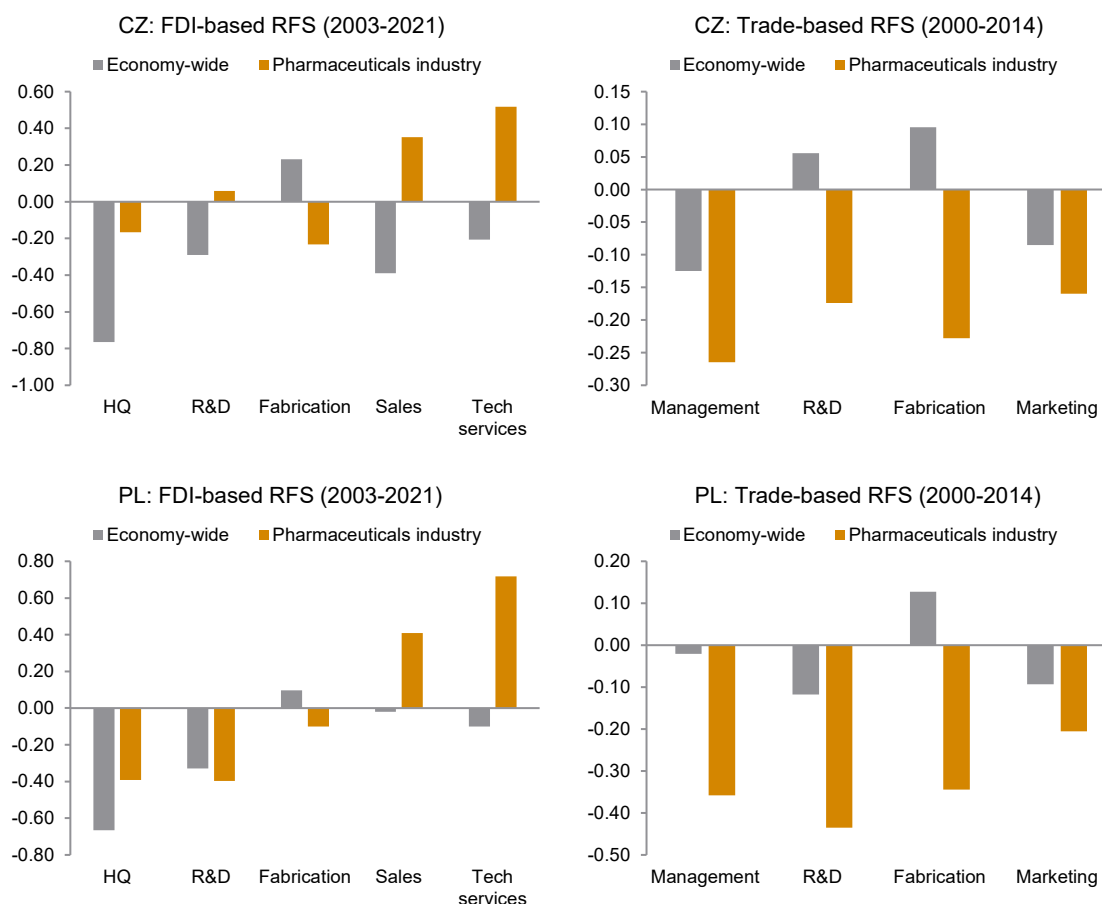 CZ: FDI-based RFS (2003-2021)
Economy-wide Pharmaceuticals industry
0.60
0.40
0.20
0.00
-0.20
-0.40
-0.60
-0.80
-1.00
HQ R&D Fabrication Sales Tech
services
CZ: Trade-based RFS (2000-2014)
Economy-wide Pharmaceuticals industry
0.15
0.10
0.05
0.00
-0.05
-0.10
-0.15
-0.20
-0.25
-0.30
Management R&D Fabrication Marketing
PL: FDI-based RFS (2003-2021)
Economy-wide Pharmaceuticals industry
0.80
0.60
0.40
0.20
0.00
-0.20
-0.40
-0.60
-0.80
HQ R&D Fabrication Sales Tech
services
PL: Trade-based RFS (2000-2014)
Economy-wide Pharmaceuticals industry
0.20
0.10
0.00
-0.10
-0.20
-0.30
-0.40
-0.50
Management R&D Fabrication Marketing